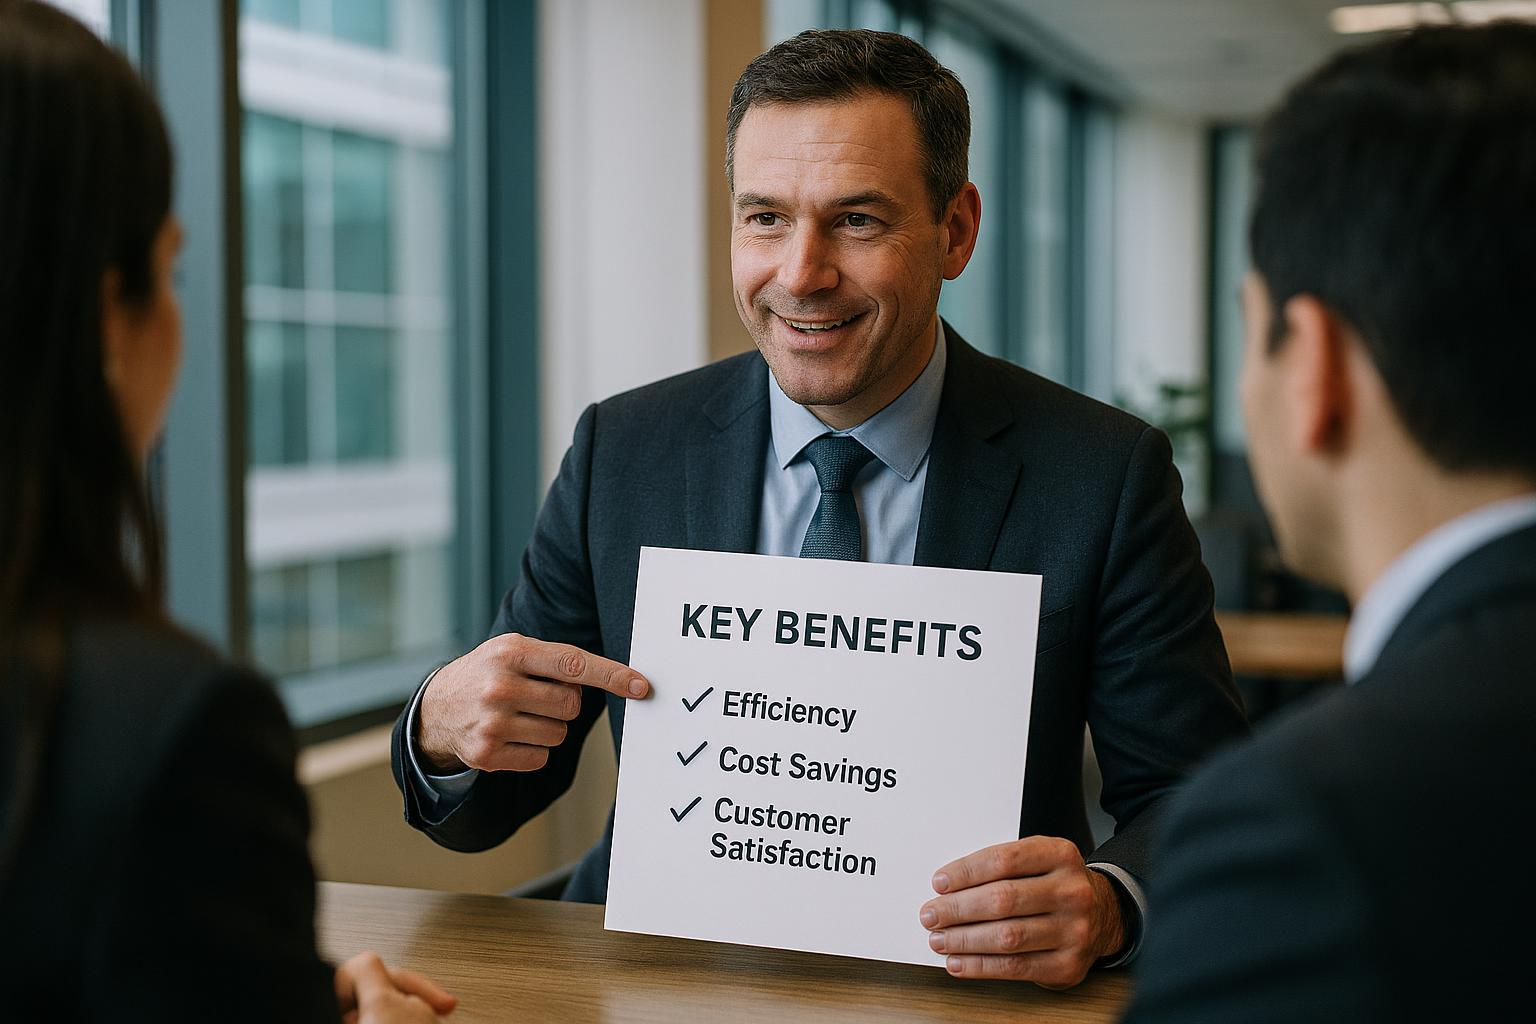 KEY BENEFITS
✓ Efficiency
✓ Cost Savings
✓ Customer
Satisfaction